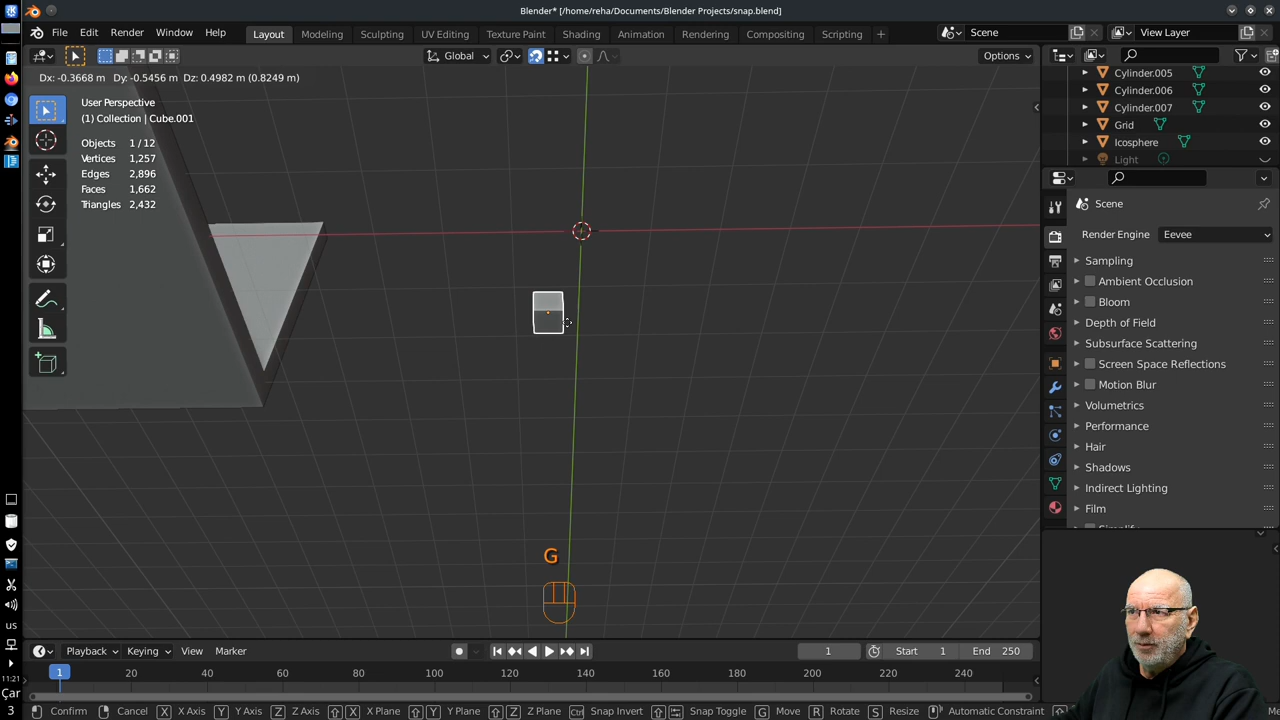 Blender* [/home/reha/Documents/Blender Projects/snap.blend]
File Edit Render Window Help Layout Modeling Sculpting UV Editing Texture Paint Shading Animation Rendering Compositing Scripting + Scene View Layer
Global Options
Dx: -0.3668 m Dy: -0.5456 m Dz: 0.4982 m (0.8249 m)
User Perspective
(1) Collection | Cube.001
Objects 1 / 12
Vertices 1,257
Edges 2,896
Faces 1,662
Triangles 2,432
Cylinder.005
Cylinder.006
Cylinder.007
Grid
Icosphere
Light
Scene
Render Engine Eevee
Sampling
Ambient Occlusion
Bloom
Depth of Field
Subsurface Scattering
Screen Space Reflections
Motion Blur
Volumetrics
Performance
Hair
Shadows
Indirect Lighting
Film
G
us
11:21
Çar
3
Playback Keying View Marker 1 Start 1 End 250
1 20 40 60 80 100 120 140 160 180 200 220 240
Confirm Cancel X X Axis Y Y Axis Z Z Axis X X Plane Y Y Plane Z Z Plane Ctrl Snap Invert Snap Toggle G Move R Rotate S Resize Automatic Constraint